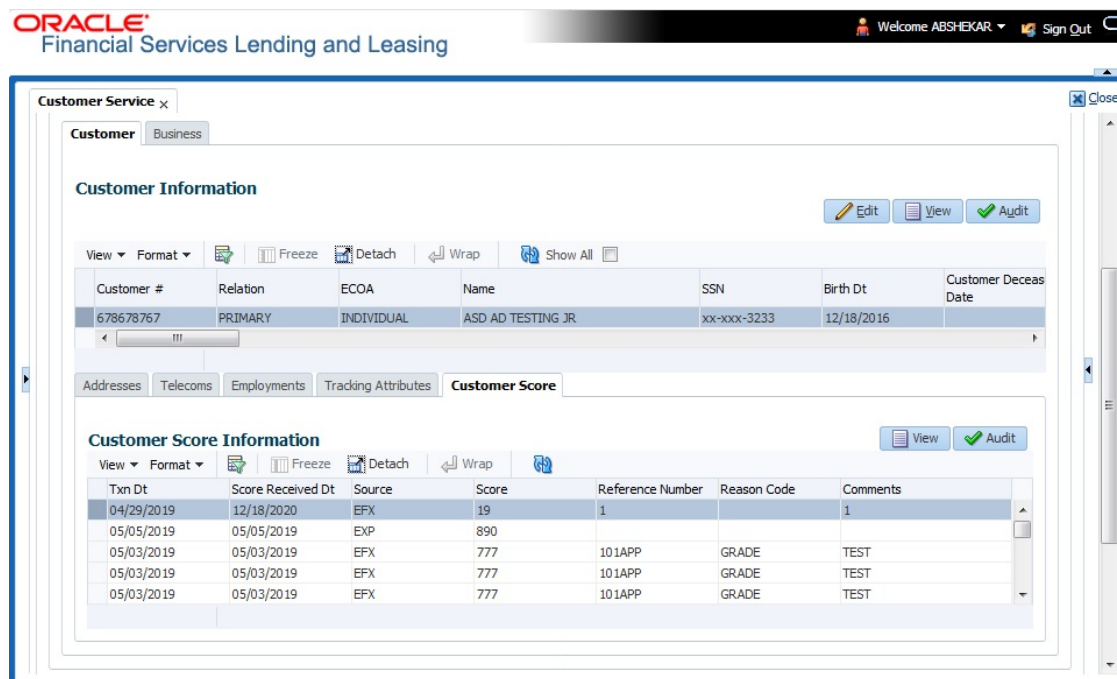 ORACLE®
Financial Services Lending and Leasing
Welcome ABSHEKAR Sign Out
Customer Service x
Close
Customer Business
Customer Information
Edit View Audit
View Format Freeze Detach Wrap Show All
Customer # Relation ECOA Name SSN Birth Dt Customer Deceas
Date
678678767 PRIMARY INDIVIDUAL ASD AD TESTING JR xx-xxx-3233 12/18/2016
Addresses Telecoms Employments Tracking Attributes Customer Score
Customer Score Information
View Audit
View Format Freeze Detach Wrap
Txn Dt Score Received Dt Source Score Reference Number Reason Code Comments
04/29/2019 12/18/2020 EFX 19 1 1
05/05/2019 05/05/2019 EXP 890
05/03/2019 05/03/2019 EFX 777 101APP GRADE TEST
05/03/2019 05/03/2019 EFX 777 101APP GRADE TEST
05/03/2019 05/03/2019 EFX 777 101APP GRADE TEST